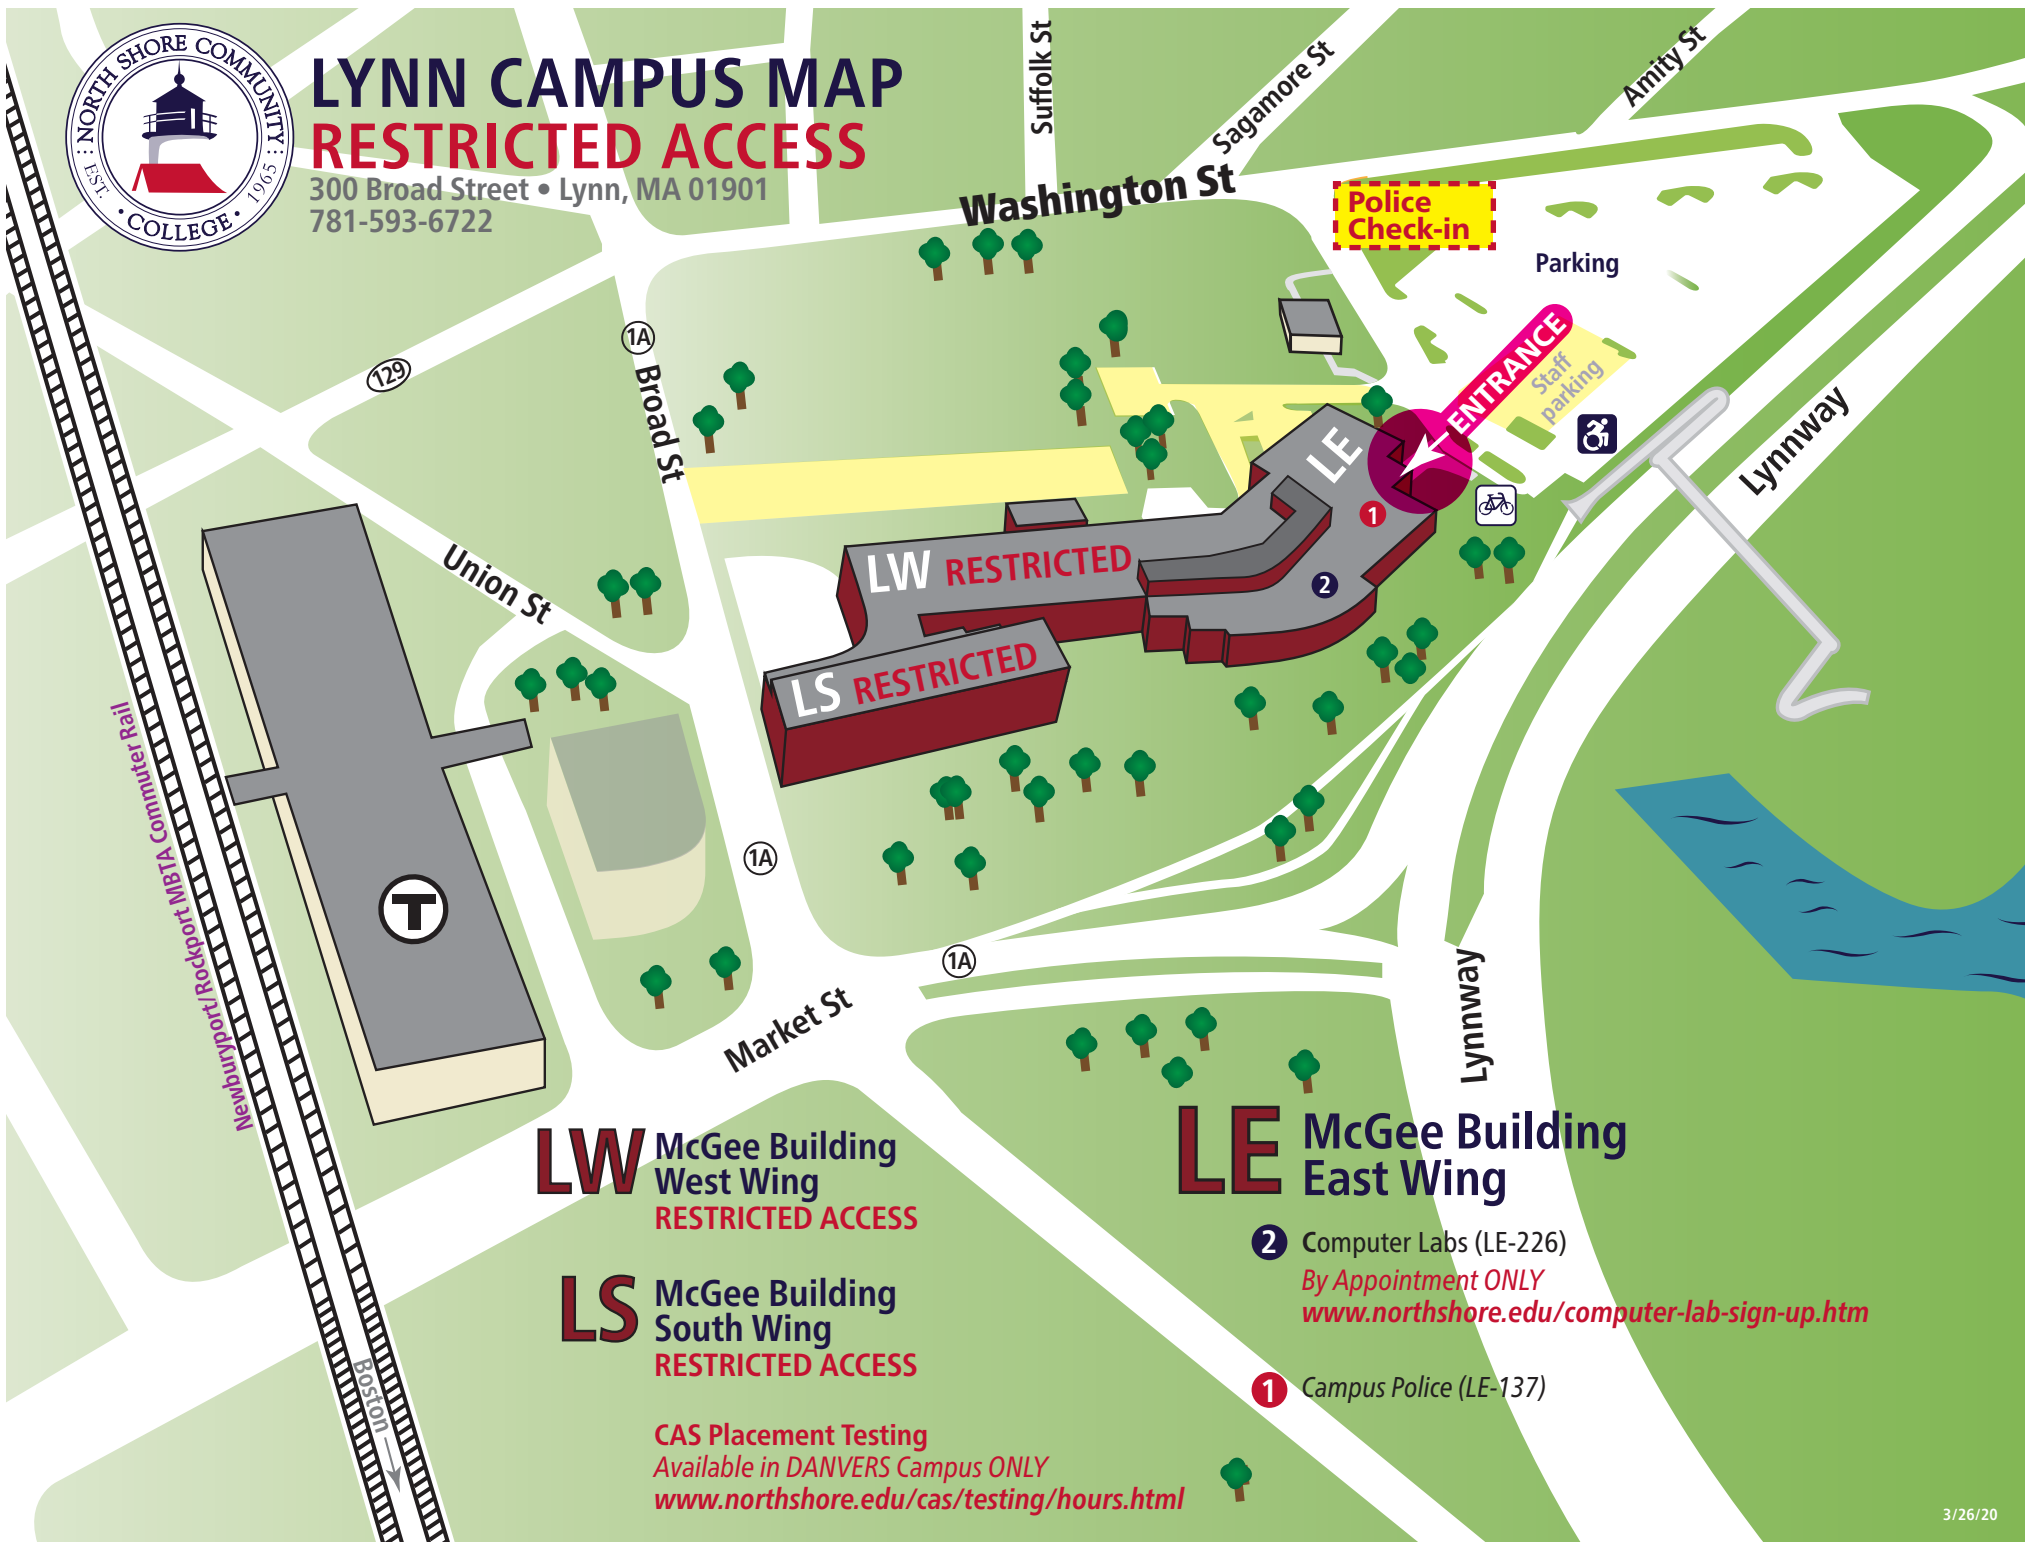 NORTH SHORE COMMUNITY
COLLEGE
EST. 1965
LYNN CAMPUS MAP
RESTRICTED ACCESS
300 Broad Street • Lynn, MA 01901
781-593-6722
Suffolk St
Sagamore St
Amity St
Washington St
Police
Check-in
Parking
ENTRANCE
Staff
parking
Lynnway
129
1A
Broad St
Union St
LE
1
2
LW RESTRICTED
LS RESTRICTED
Newburyport/Rockport MBTA Commuter Rail
T
1A
1A
Market St
Lynnway
LW McGee Building
West Wing
RESTRICTED ACCESS
LS McGee Building
South Wing
RESTRICTED ACCESS
CAS Placement Testing
Available in DANVERS Campus ONLY
www.northshore.edu/cas/testing/hours.html
LE McGee Building
East Wing
2 Computer Labs (LE-226)
By Appointment ONLY
www.northshore.edu/computer-lab-sign-up.htm
1 Campus Police (LE-137)
Boston
3/26/20